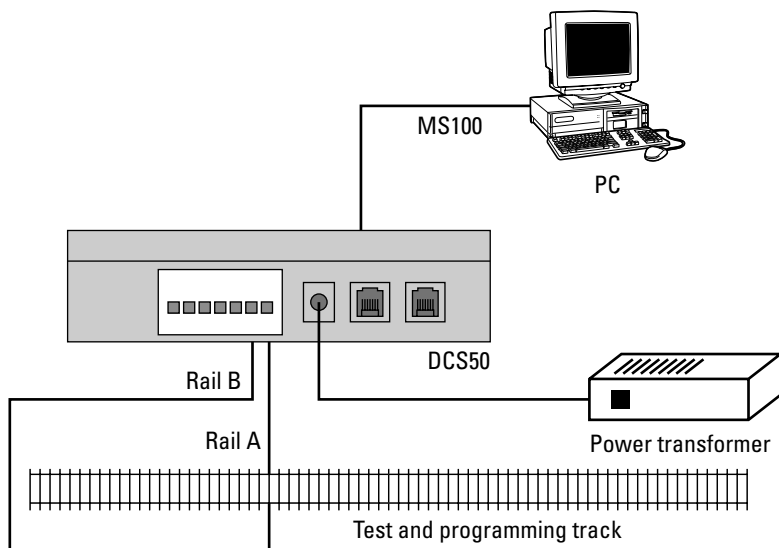 MS100
PC
DCS50
Rail B
Rail A
Power transformer
Test and programming track